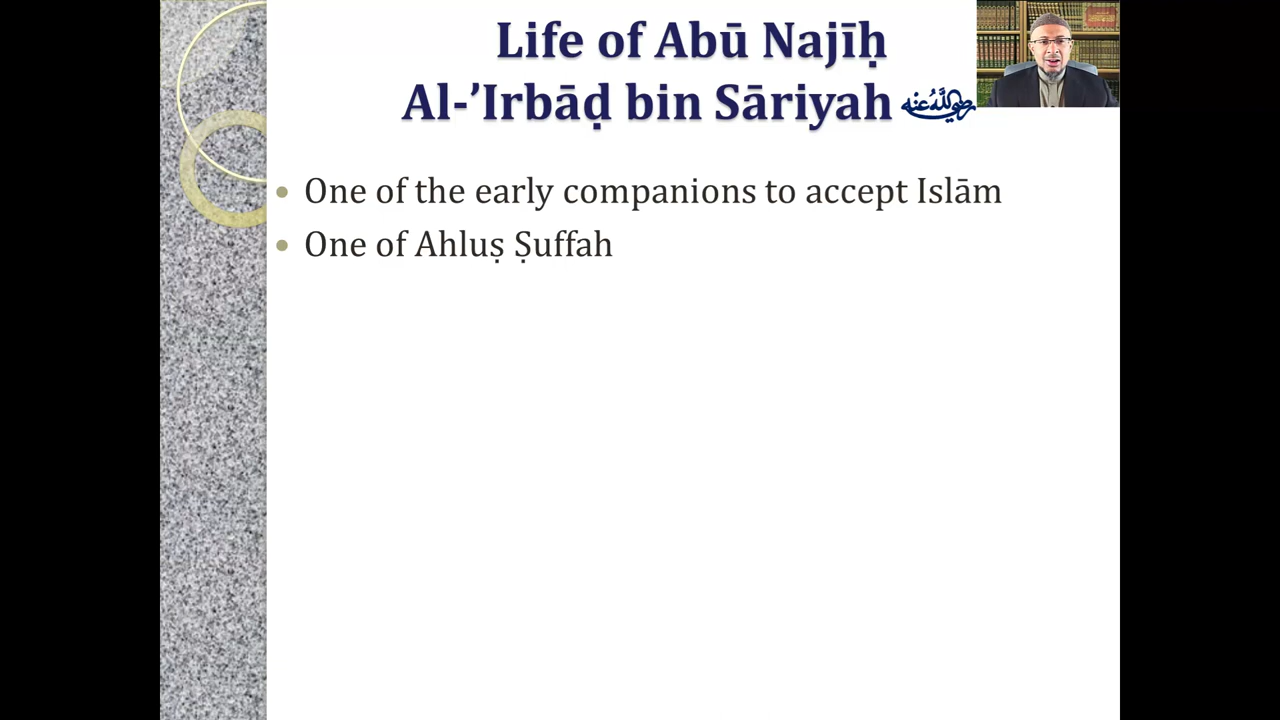 Life of Abū Najīḥ
Al-’Irbāḍ bin Sāriyah رضي الله عنه
One of the early companions to accept Islām
One of Ahluṣ Ṣuffah